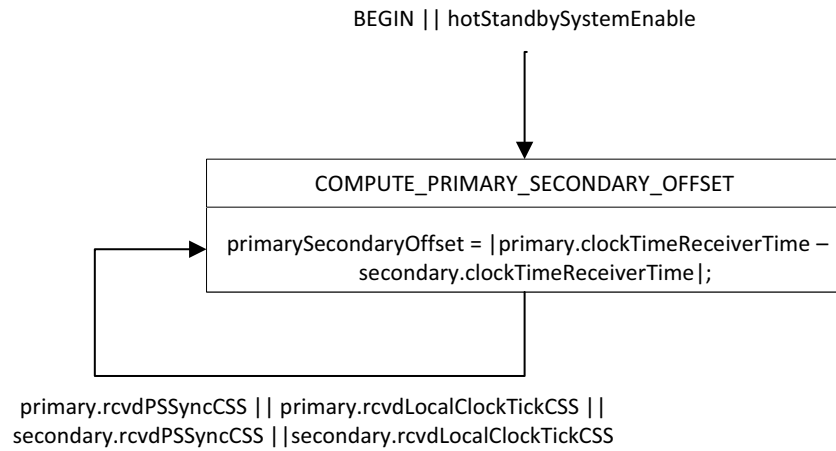 BEGIN || hotStandbySystemEnable
COMPUTE_PRIMARY_SECONDARY_OFFSET
primarySecondaryOffset = |primary.clockTimeReceiverTime –
secondary.clockTimeReceiverTime|;
primary.rcvdPSSyncCSS || primary.rcvdLocalClockTickCSS ||
secondary.rcvdPSSyncCSS ||secondary.rcvdLocalClockTickCSS